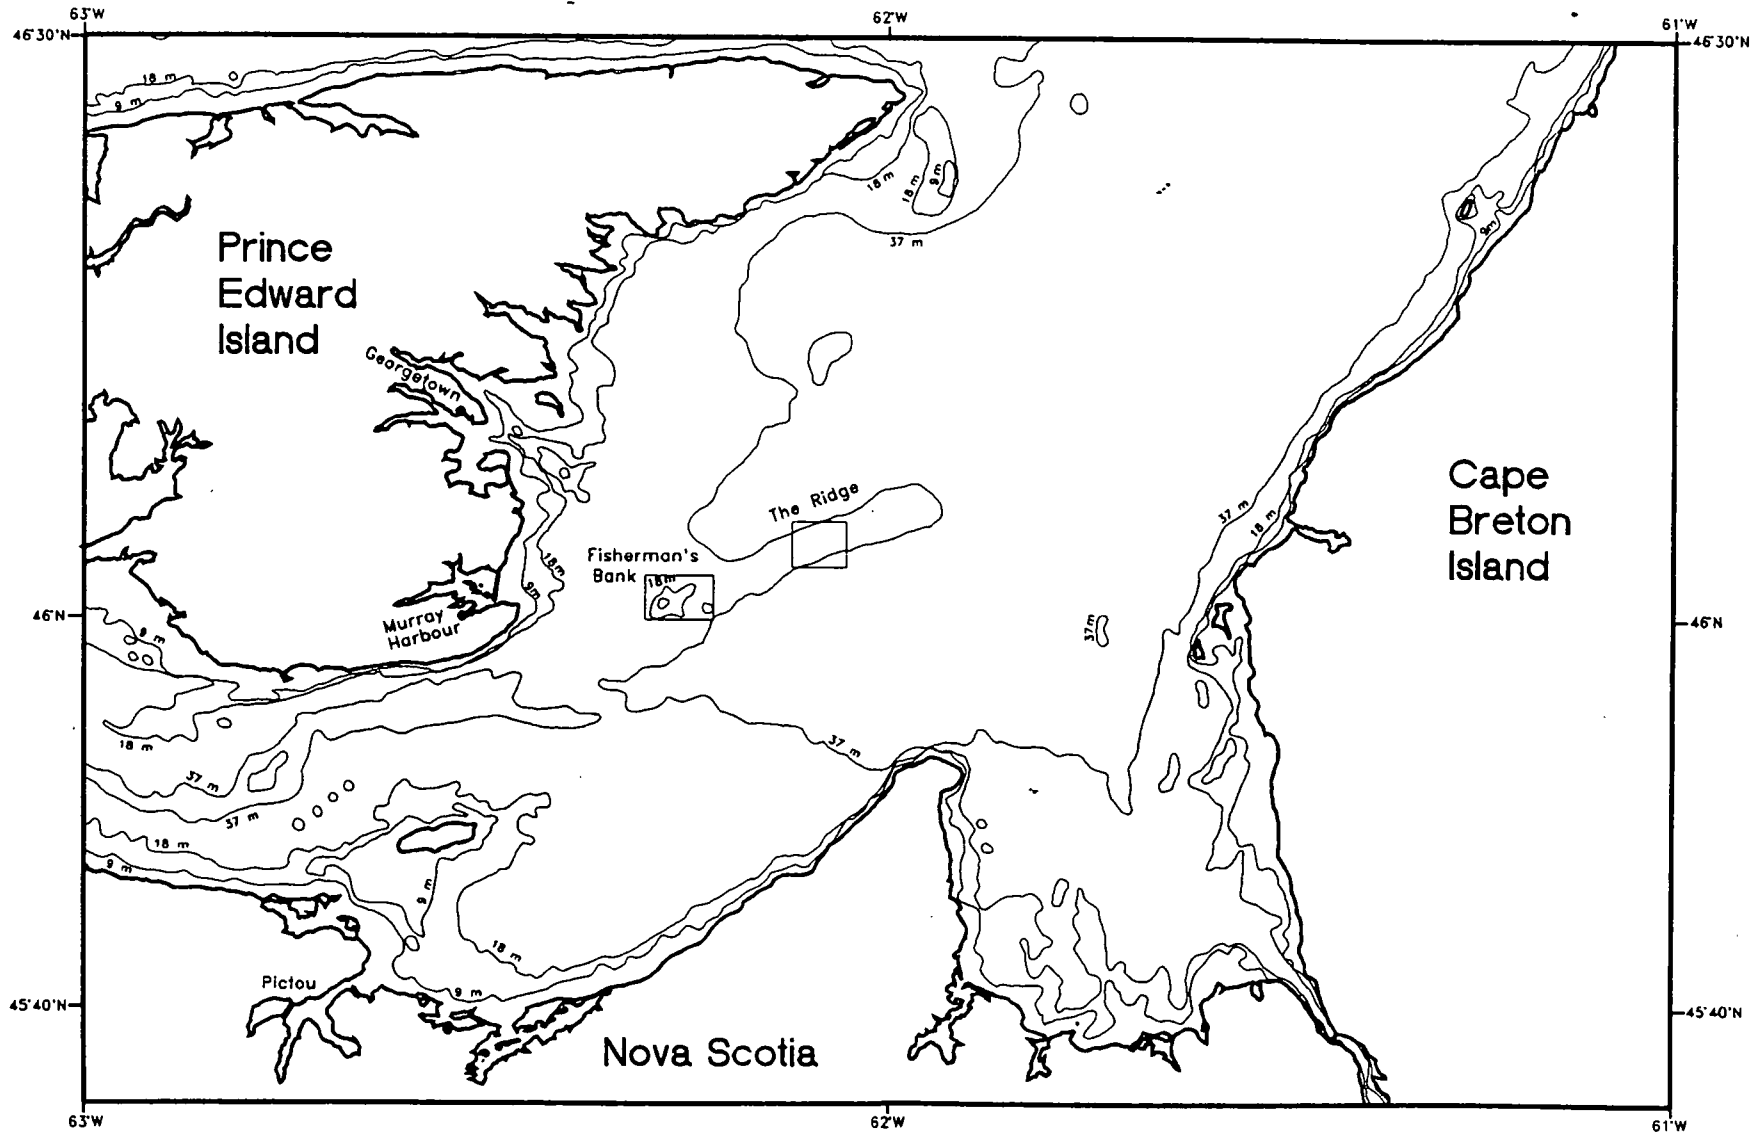 63°W
62°W
61°W
46°30'N
46°30'N
18 m
9 m
18 m
18 m
9 m
37 m
9m
Prince
Edward
Island
Georgetown
Cape
Breton
Island
The Ridge
37 m
18 m
Fisherman's
Bank
18m
18m
9m
46°N
46°N
Murray
Harbour
9 m
37m
18 m
37 m
37 m
37 m
18 m
9 m
9 m
18 m
9 m
Pictou
45°40'N
45°40'N
Nova Scotia
63°W
62°W
61°W